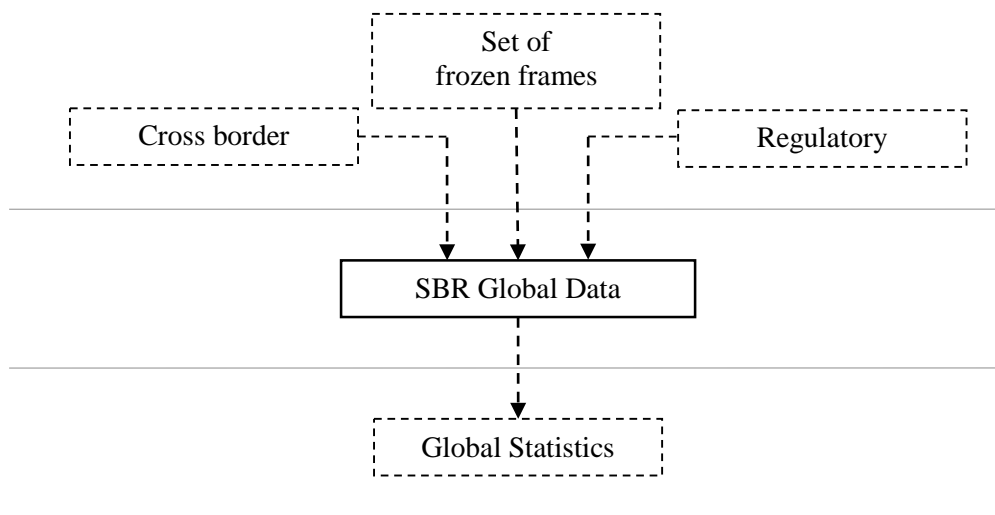 Set of
frozen frames
Cross border
Regulatory
SBR Global Data
Global Statistics